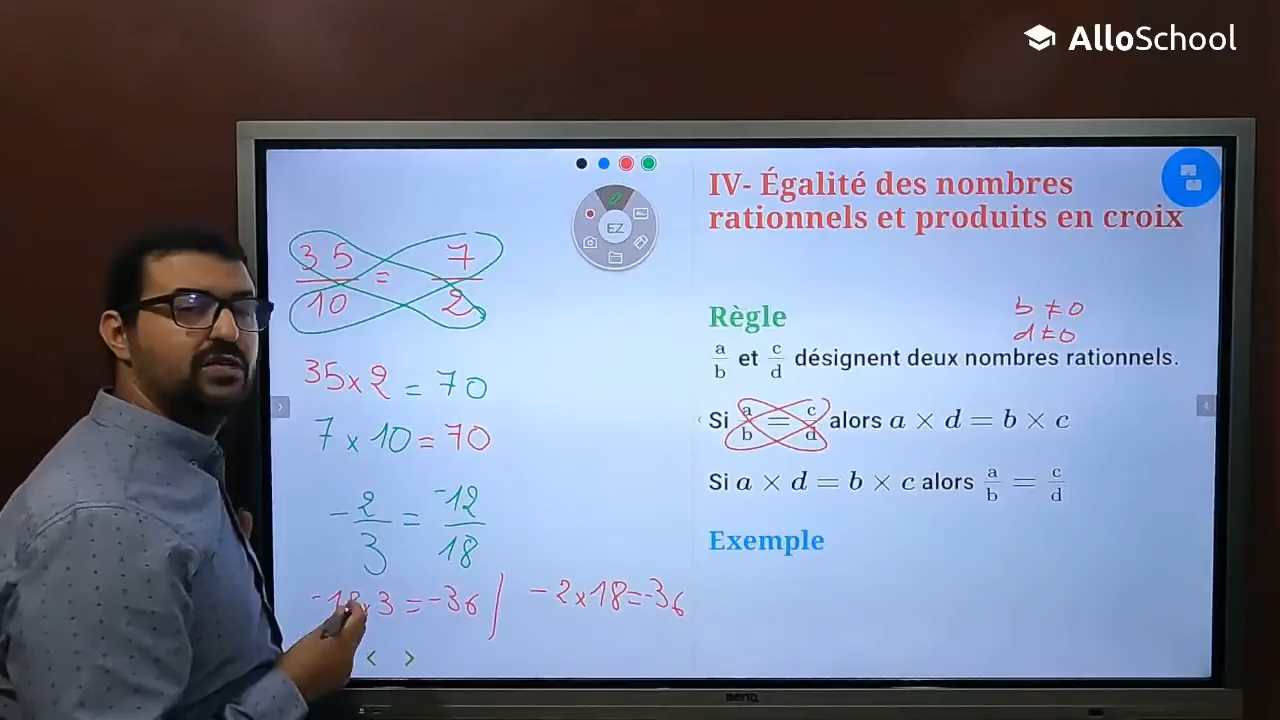 AlloSchool
35/10 = 7/2
35 x 2 = 70
7 x 10 = 70
-2/3 = -12/18
x 3 = -36 / -2 x 18 = -36
< >
EZ
IV- Égalité des nombres
rationnels et produits en croix
b ≠ 0
d ≠ 0
Règle
a/b et c/d désignent deux nombres rationnels.
Si a/b = c/d alors a × d = b × c
Si a × d = b × c alors a/b = c/d
Exemple
BenQ